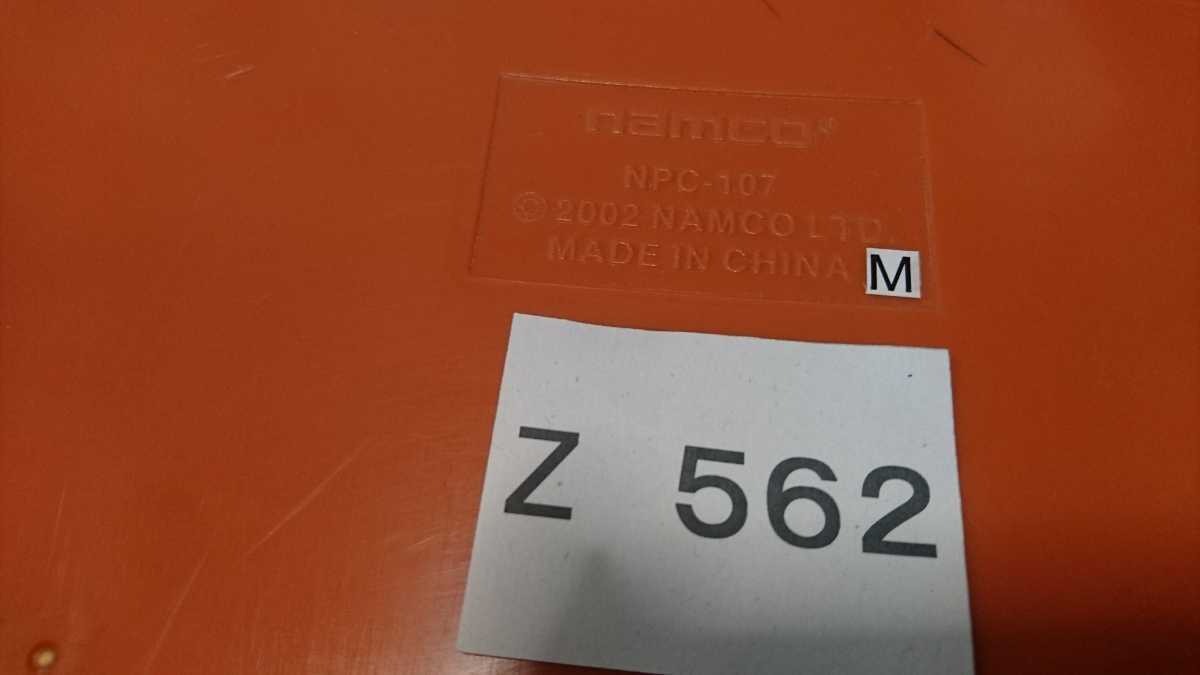 namco®
NPC-107
© 2002 NAMCO LTD.
MADE IN CHINA M
Z 562